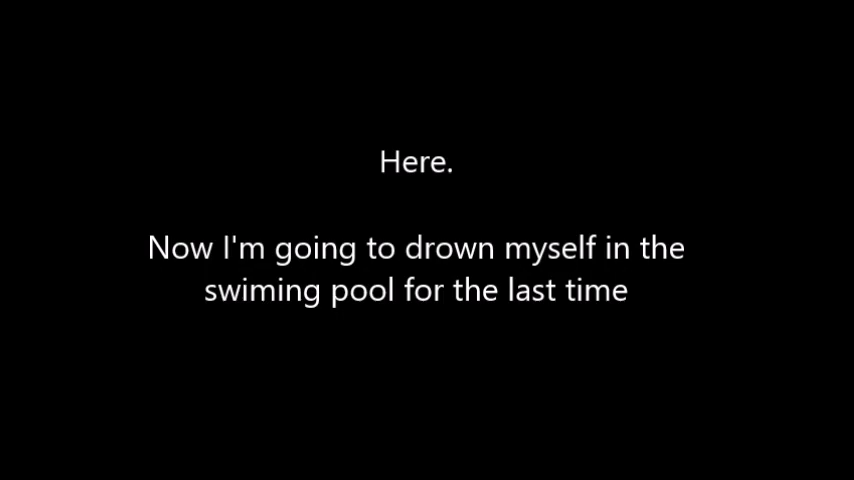 Here.
Now I'm going to drown myself in the
swiming pool for the last time